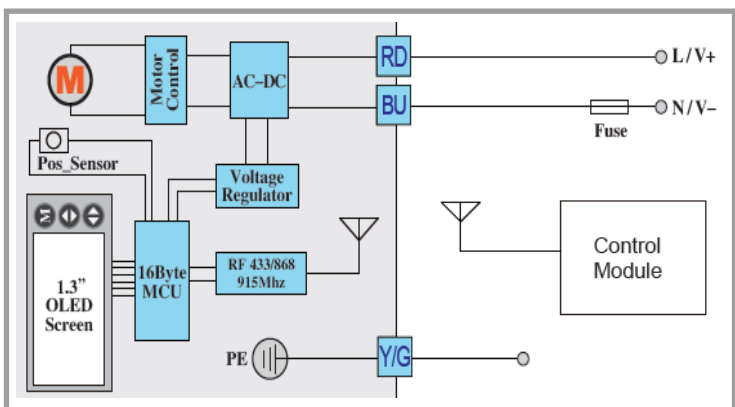 M
Motor
Control
AC-DC
RD
L/V+
BU
N/V-
Fuse
Pos_Sensor
Voltage
Regulator
M
1.3"
OLED
Screen
16Byte
MCU
RF 433/868
915Mhz
Control
Module
PE
Y/G